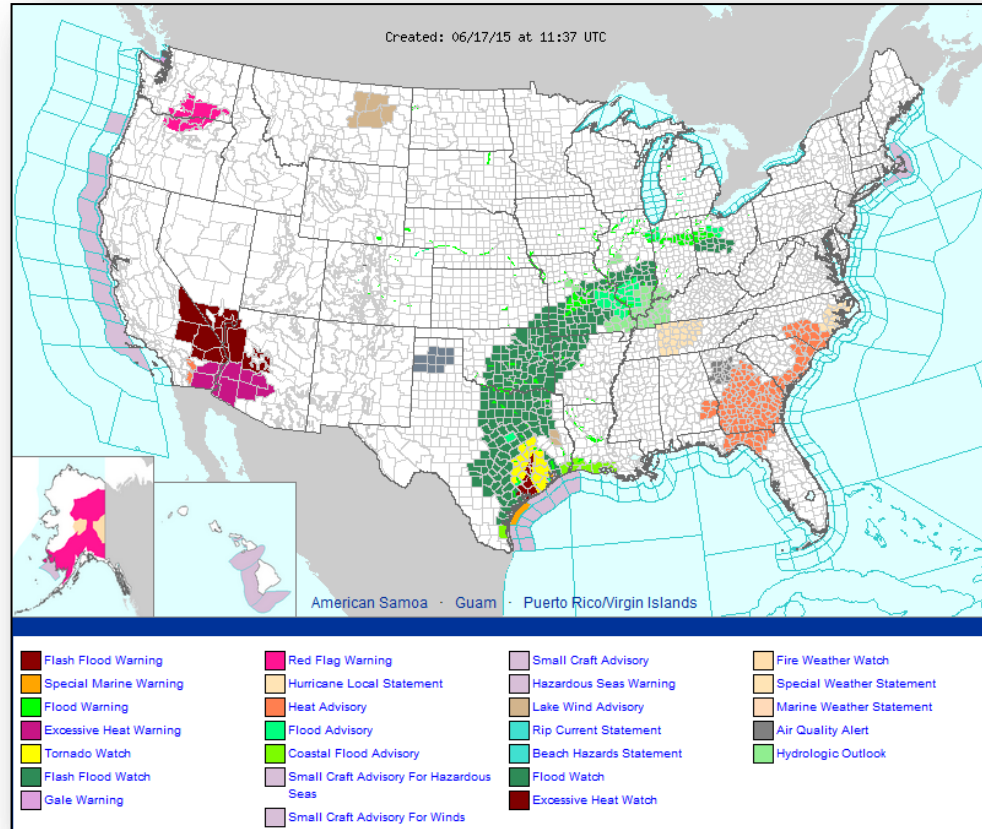 Created: 06/17/15 at 11:37 UTC
American Samoa · Guam · Puerto Rico/Virgin Islands
Flash Flood Warning
Special Marine Warning
Flood Warning
Excessive Heat Warning
Tornado Watch
Flash Flood Watch
Gale Warning
Red Flag Warning
Hurricane Local Statement
Heat Advisory
Flood Advisory
Coastal Flood Advisory
Small Craft Advisory For Hazardous
Seas
Small Craft Advisory For Winds
Small Craft Advisory
Hazardous Seas Warning
Lake Wind Advisory
Rip Current Statement
Beach Hazards Statement
Flood Watch
Excessive Heat Watch
Fire Weather Watch
Special Weather Statement
Marine Weather Statement
Air Quality Alert
Hydrologic Outlook